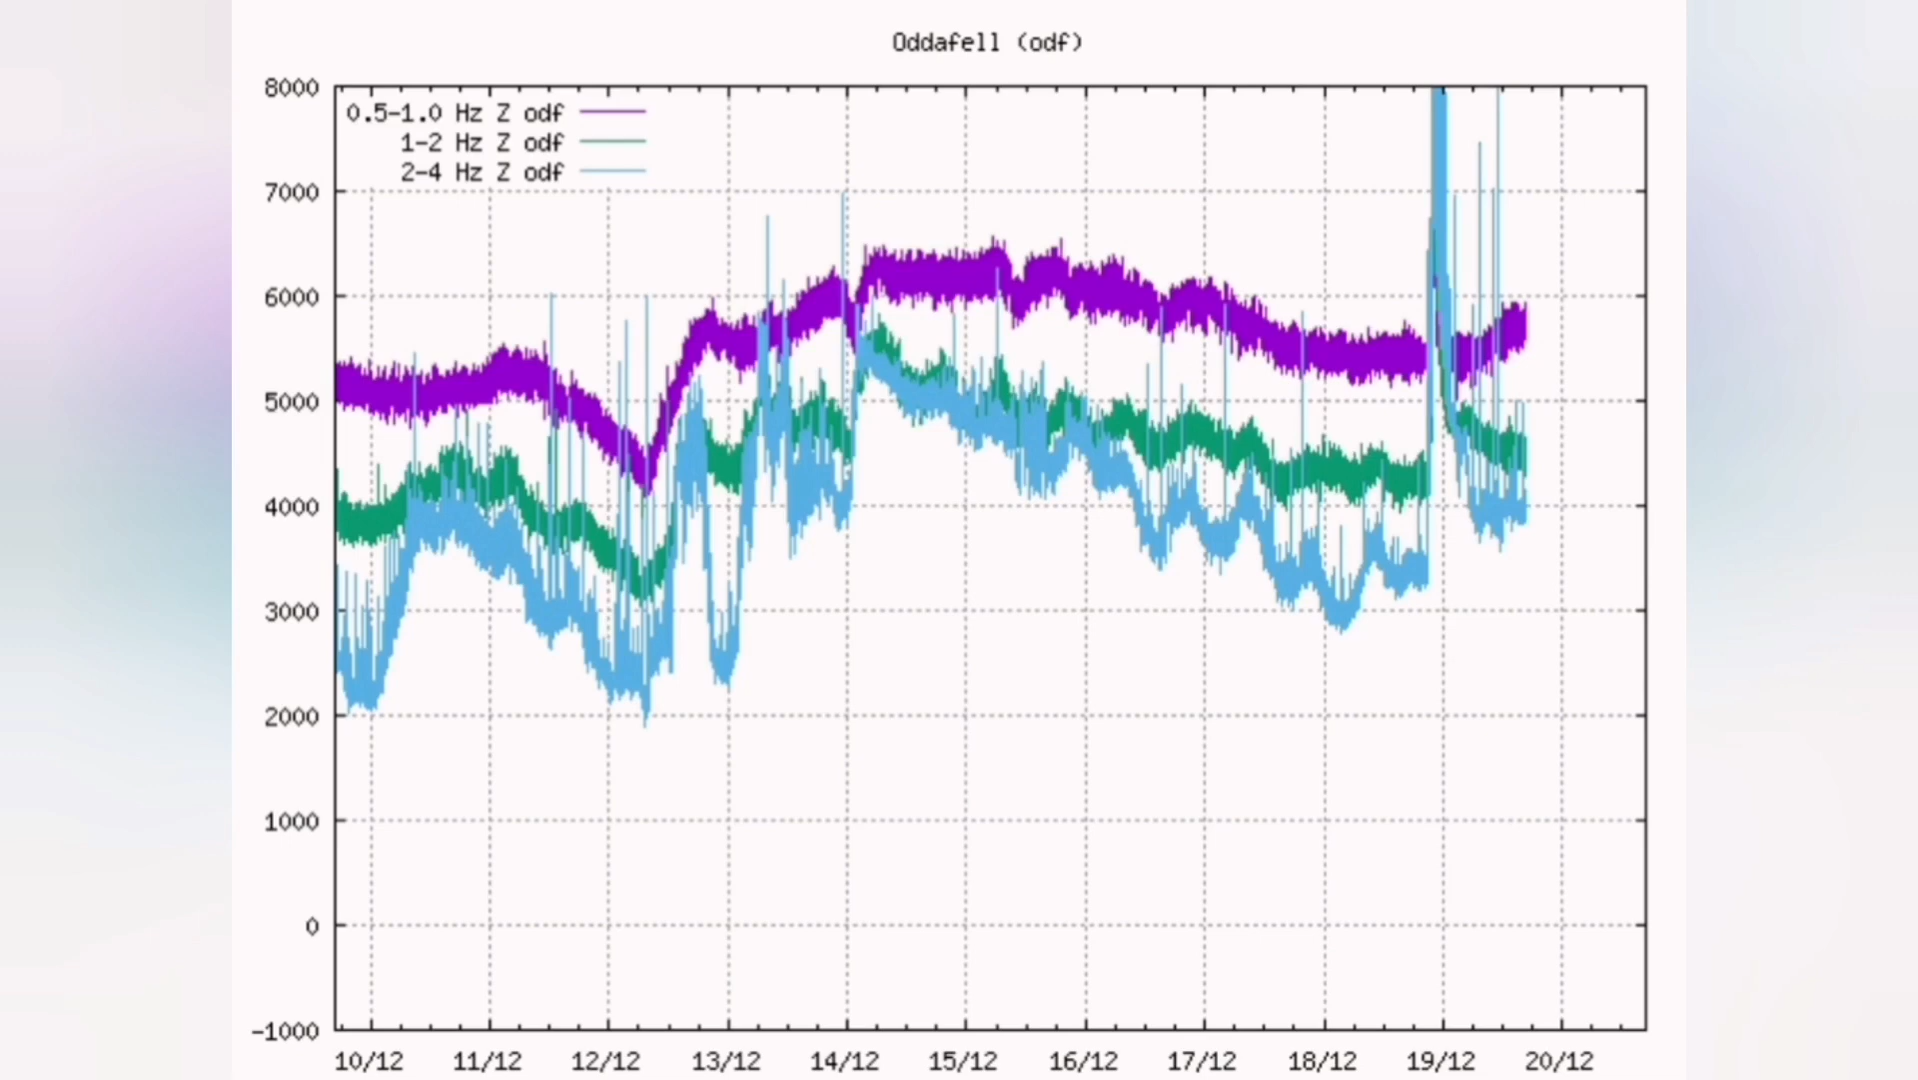 Oddafell (odf)
8000
0.5-1.0 Hz Z odf
1-2 Hz Z odf
2-4 Hz Z odf
7000
6000
5000
4000
3000
2000
1000
0
-1000
10/12 11/12 12/12 13/12 14/12 15/12 16/12 17/12 18/12 19/12 20/12